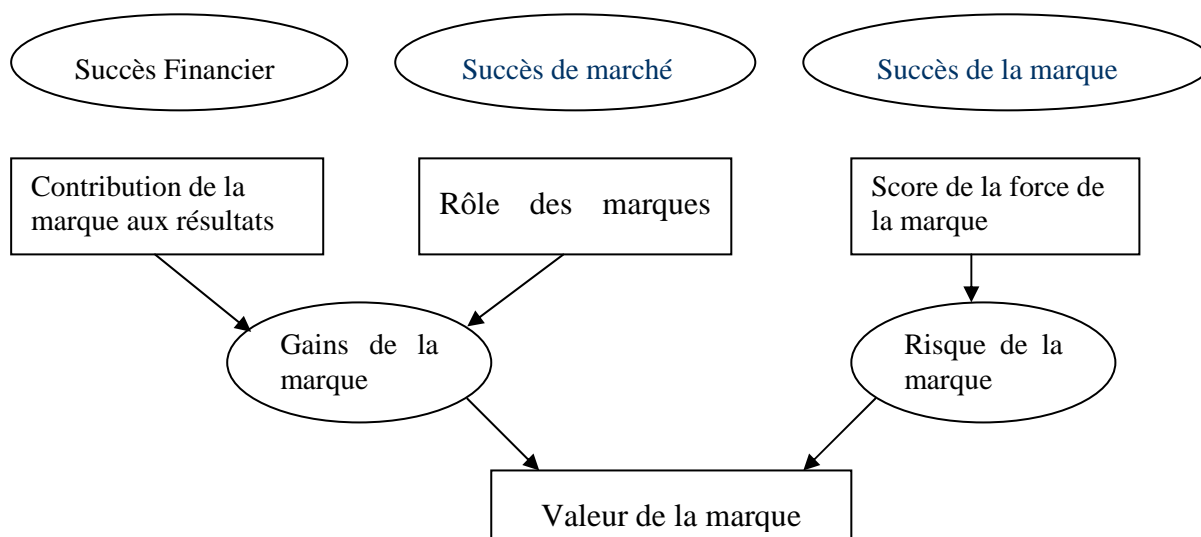 Succès Financier
Succès de marché
Succès de la marque
Contribution de la
marque aux résultats
Rôle des marques
Score de la force de
la marque
Gains de la
marque
Risque de la
marque
Valeur de la marque